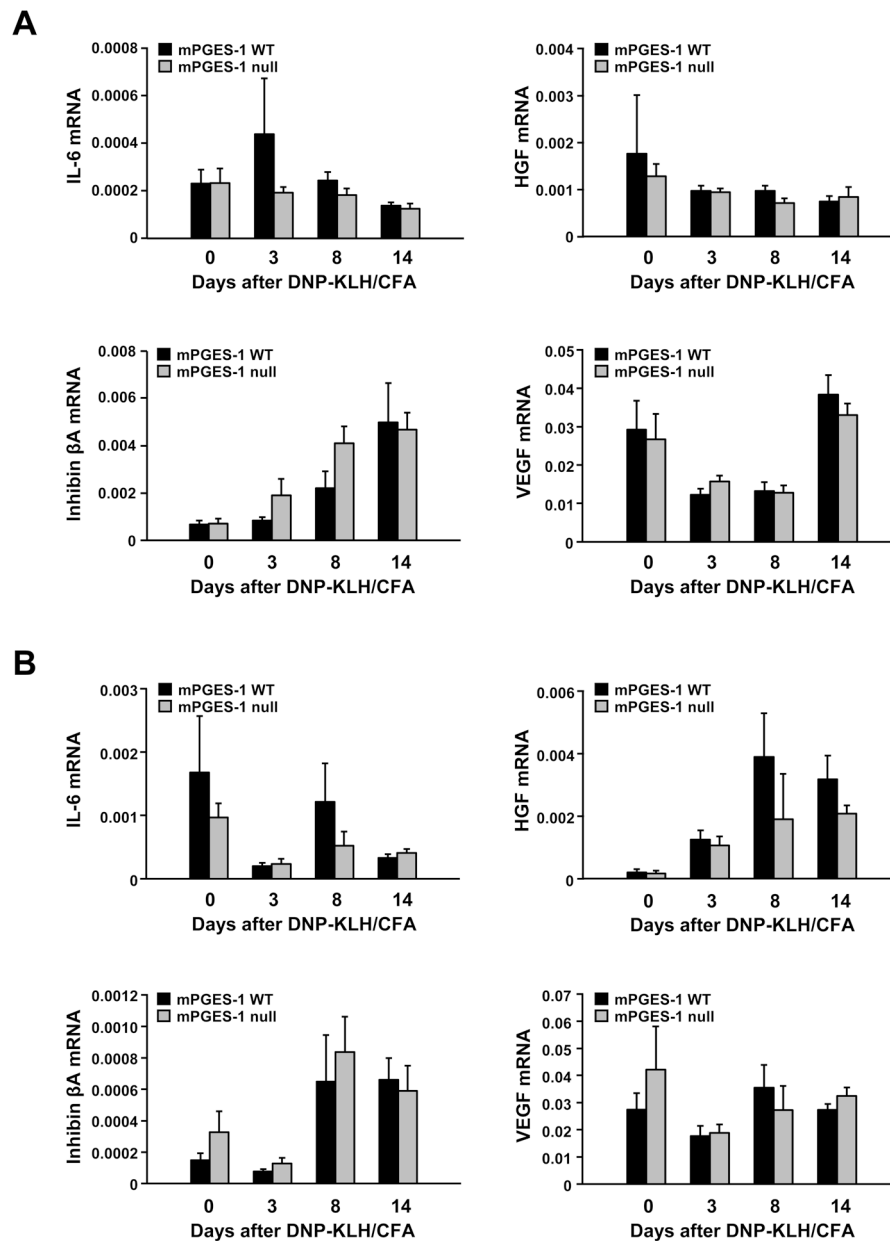 A
IL-6 mRNA
0.0008
0.0006
0.0004
0.0002
0
mPGES-1 WT
mPGES-1 null
0 3 8 14
Days after DNP-KLH/CFA
HGF mRNA
0.004
0.003
0.002
0.001
0
mPGES-1 WT
mPGES-1 null
0 3 8 14
Days after DNP-KLH/CFA
Inhibin βA mRNA
0.008
0.006
0.004
0.002
0
mPGES-1 WT
mPGES-1 null
0 3 8 14
Days after DNP-KLH/CFA
VEGF mRNA
0.05
0.04
0.03
0.02
0.01
0.00
mPGES-1 WT
mPGES-1 null
0 3 8 14
Days after DNP-KLH/CFA
B
IL-6 mRNA
0.003
0.002
0.001
0
mPGES-1 WT
mPGES-1 null
0 3 8 14
Days after DNP-KLH/CFA
HGF mRNA
0.006
0.004
0.002
0
mPGES-1 WT
mPGES-1 null
0 3 8 14
Days after DNP-KLH/CFA
Inhibin βA mRNA
0.0012
0.0010
0.0008
0.0006
0.0004
0.0002
0
mPGES-1 WT
mPGES-1 null
0 3 8 14
Days after DNP-KLH/CFA
VEGF mRNA
0.07
0.06
0.05
0.04
0.03
0.02
0.01
0.00
mPGES-1 WT
mPGES-1 null
0 3 8 14
Days after DNP-KLH/CFA